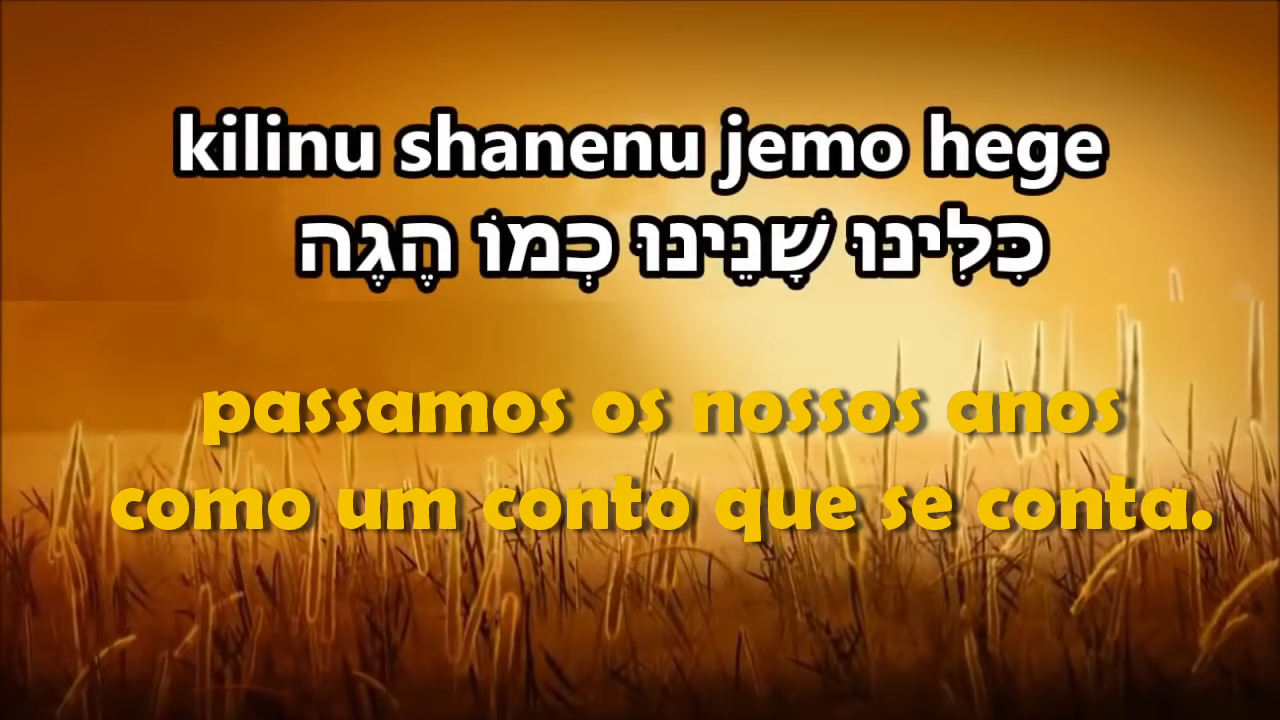 kilinu shanenu jemo hege
כִּלִּינוּ שָׁנֵינוּ כְּמוֹ הֶגֶה
passamos os nossos anos
como um conto que se conta.